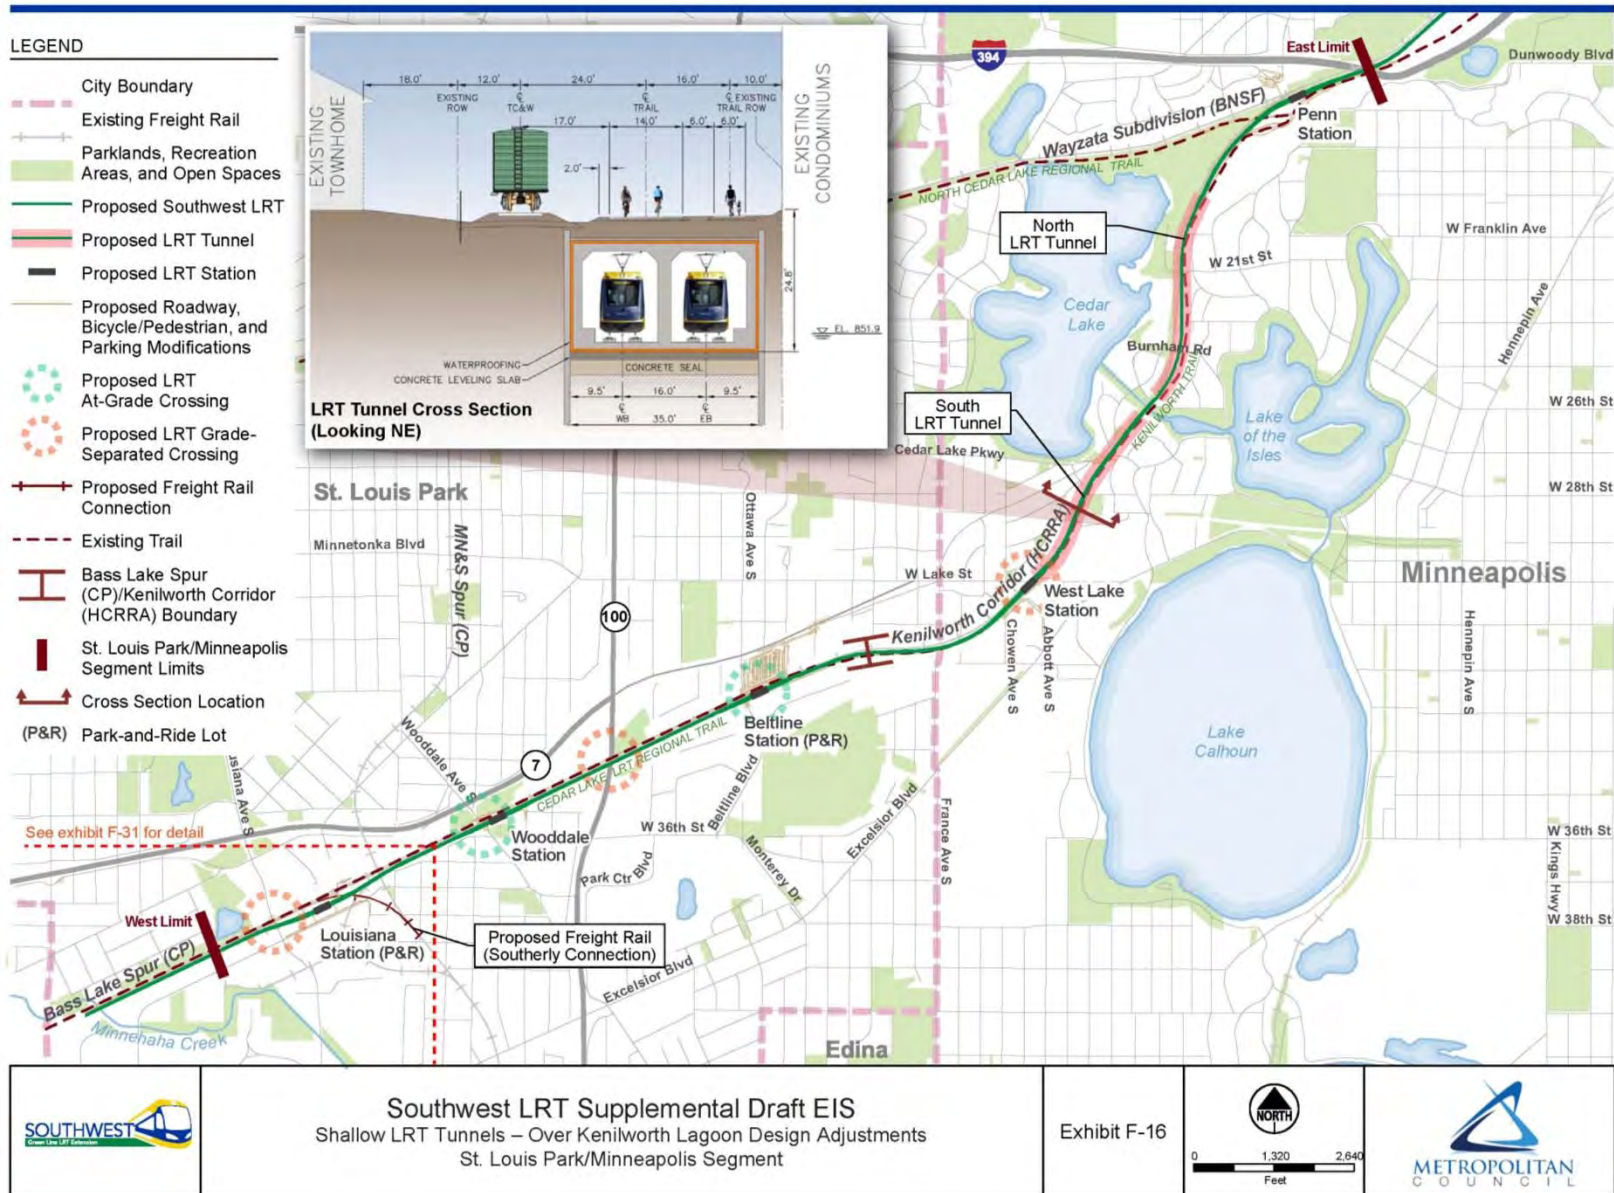 LEGEND
City Boundary
Existing Freight Rail
Parklands, Recreation
Areas, and Open Spaces
Proposed Southwest LRT
Proposed LRT Tunnel
Proposed LRT Station
Proposed Roadway,
Bicycle/Pedestrian, and
Parking Modifications
Proposed LRT
At-Grade Crossing
Proposed LRT Grade-
Separated Crossing
Proposed Freight Rail
Connection
Existing Trail
Bass Lake Spur
(CP)/Kenilworth Corridor
(HCRRA) Boundary
St. Louis Park/Minneapolis
Segment Limits
Cross Section Location
(P&R) Park-and-Ride Lot
18.0'
12.0'
24.0'
16.0'
10.0'
EXISTING
ROW
TC&W
TRAIL
TRAIL
EXISTING
ROW
17.0'
14.0'
6.0'
6.0'
2.0'
EXISTING
TOWNHOME
EXISTING
CONDOMINIUMS
24.8'
EL. 851.9
WATERPROOFING
CONCRETE LEVELING SLAB
CONCRETE SEAL
9.5'
16.0'
9.5'
WB
35.0'
EB
LRT Tunnel Cross Section
(Looking NE)
394
East Limit
Dunwoody Blvd
Wayzata Subdivision (BNSF)
Penn
Station
NORTH CEDAR LAKE REGIONAL TRAIL
North
LRT Tunnel
W Franklin Ave
W 21st St
Cedar
Lake
Hennepin Ave
Burnham Rd
KENILWORTH TRAIL
South
LRT Tunnel
W 26th St
Lake
of the
Isles
Cedar Lake Pkwy
W 28th St
St. Louis Park
Minnetonka Blvd
MN&S Spur (CP)
Ottawa Ave S
W Lake St
Kenilworth Corridor (HCRRA)
West Lake
Station
Minneapolis
100
Chowen Ave S
Abbott Ave S
Hennepin Ave S
Beltline
Station (P&R)
Lake
Calhoun
Wooddale Ave S
7
CEDAR LAKE LRT REGIONAL TRAIL
Beltline Blvd
Excelsior Blvd
France Ave S
usiana Ave S
See exhibit F-31 for detail
Wooddale
Station
W 36th St
W 36th St
Park Ctr Blvd
Monterey Dr
Kings Hwy
West Limit
W 38th St
Louisiana
Station (P&R)
Proposed Freight Rail
(Southerly Connection)
Bass Lake Spur (CP)
Excelsior Blvd
Minnehaha Creek
Edina
SOUTHWEST
Green Line LRT Extension
Southwest LRT Supplemental Draft EIS
Shallow LRT Tunnels – Over Kenilworth Lagoon Design Adjustments
St. Louis Park/Minneapolis Segment
Exhibit F-16
NORTH
0 1,320 2,640
Feet
METROPOLITAN
COUNCIL